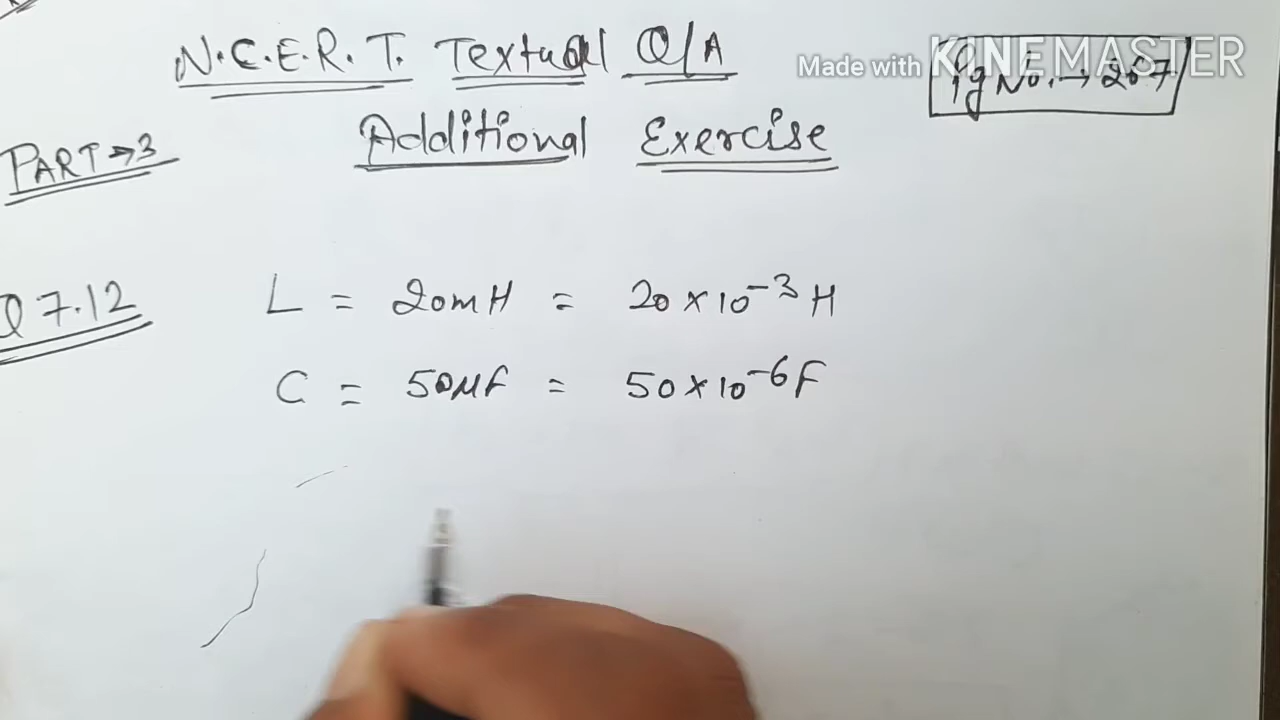 N.C.E.R.T. Textual Q/A
Made with KINEMASTER
Pg No. → 267
Additional Exercise
PART → 3
Q 7.12
L = 20mH = 20 × 10⁻³ H
C = 50μF = 50 × 10⁻⁶ F